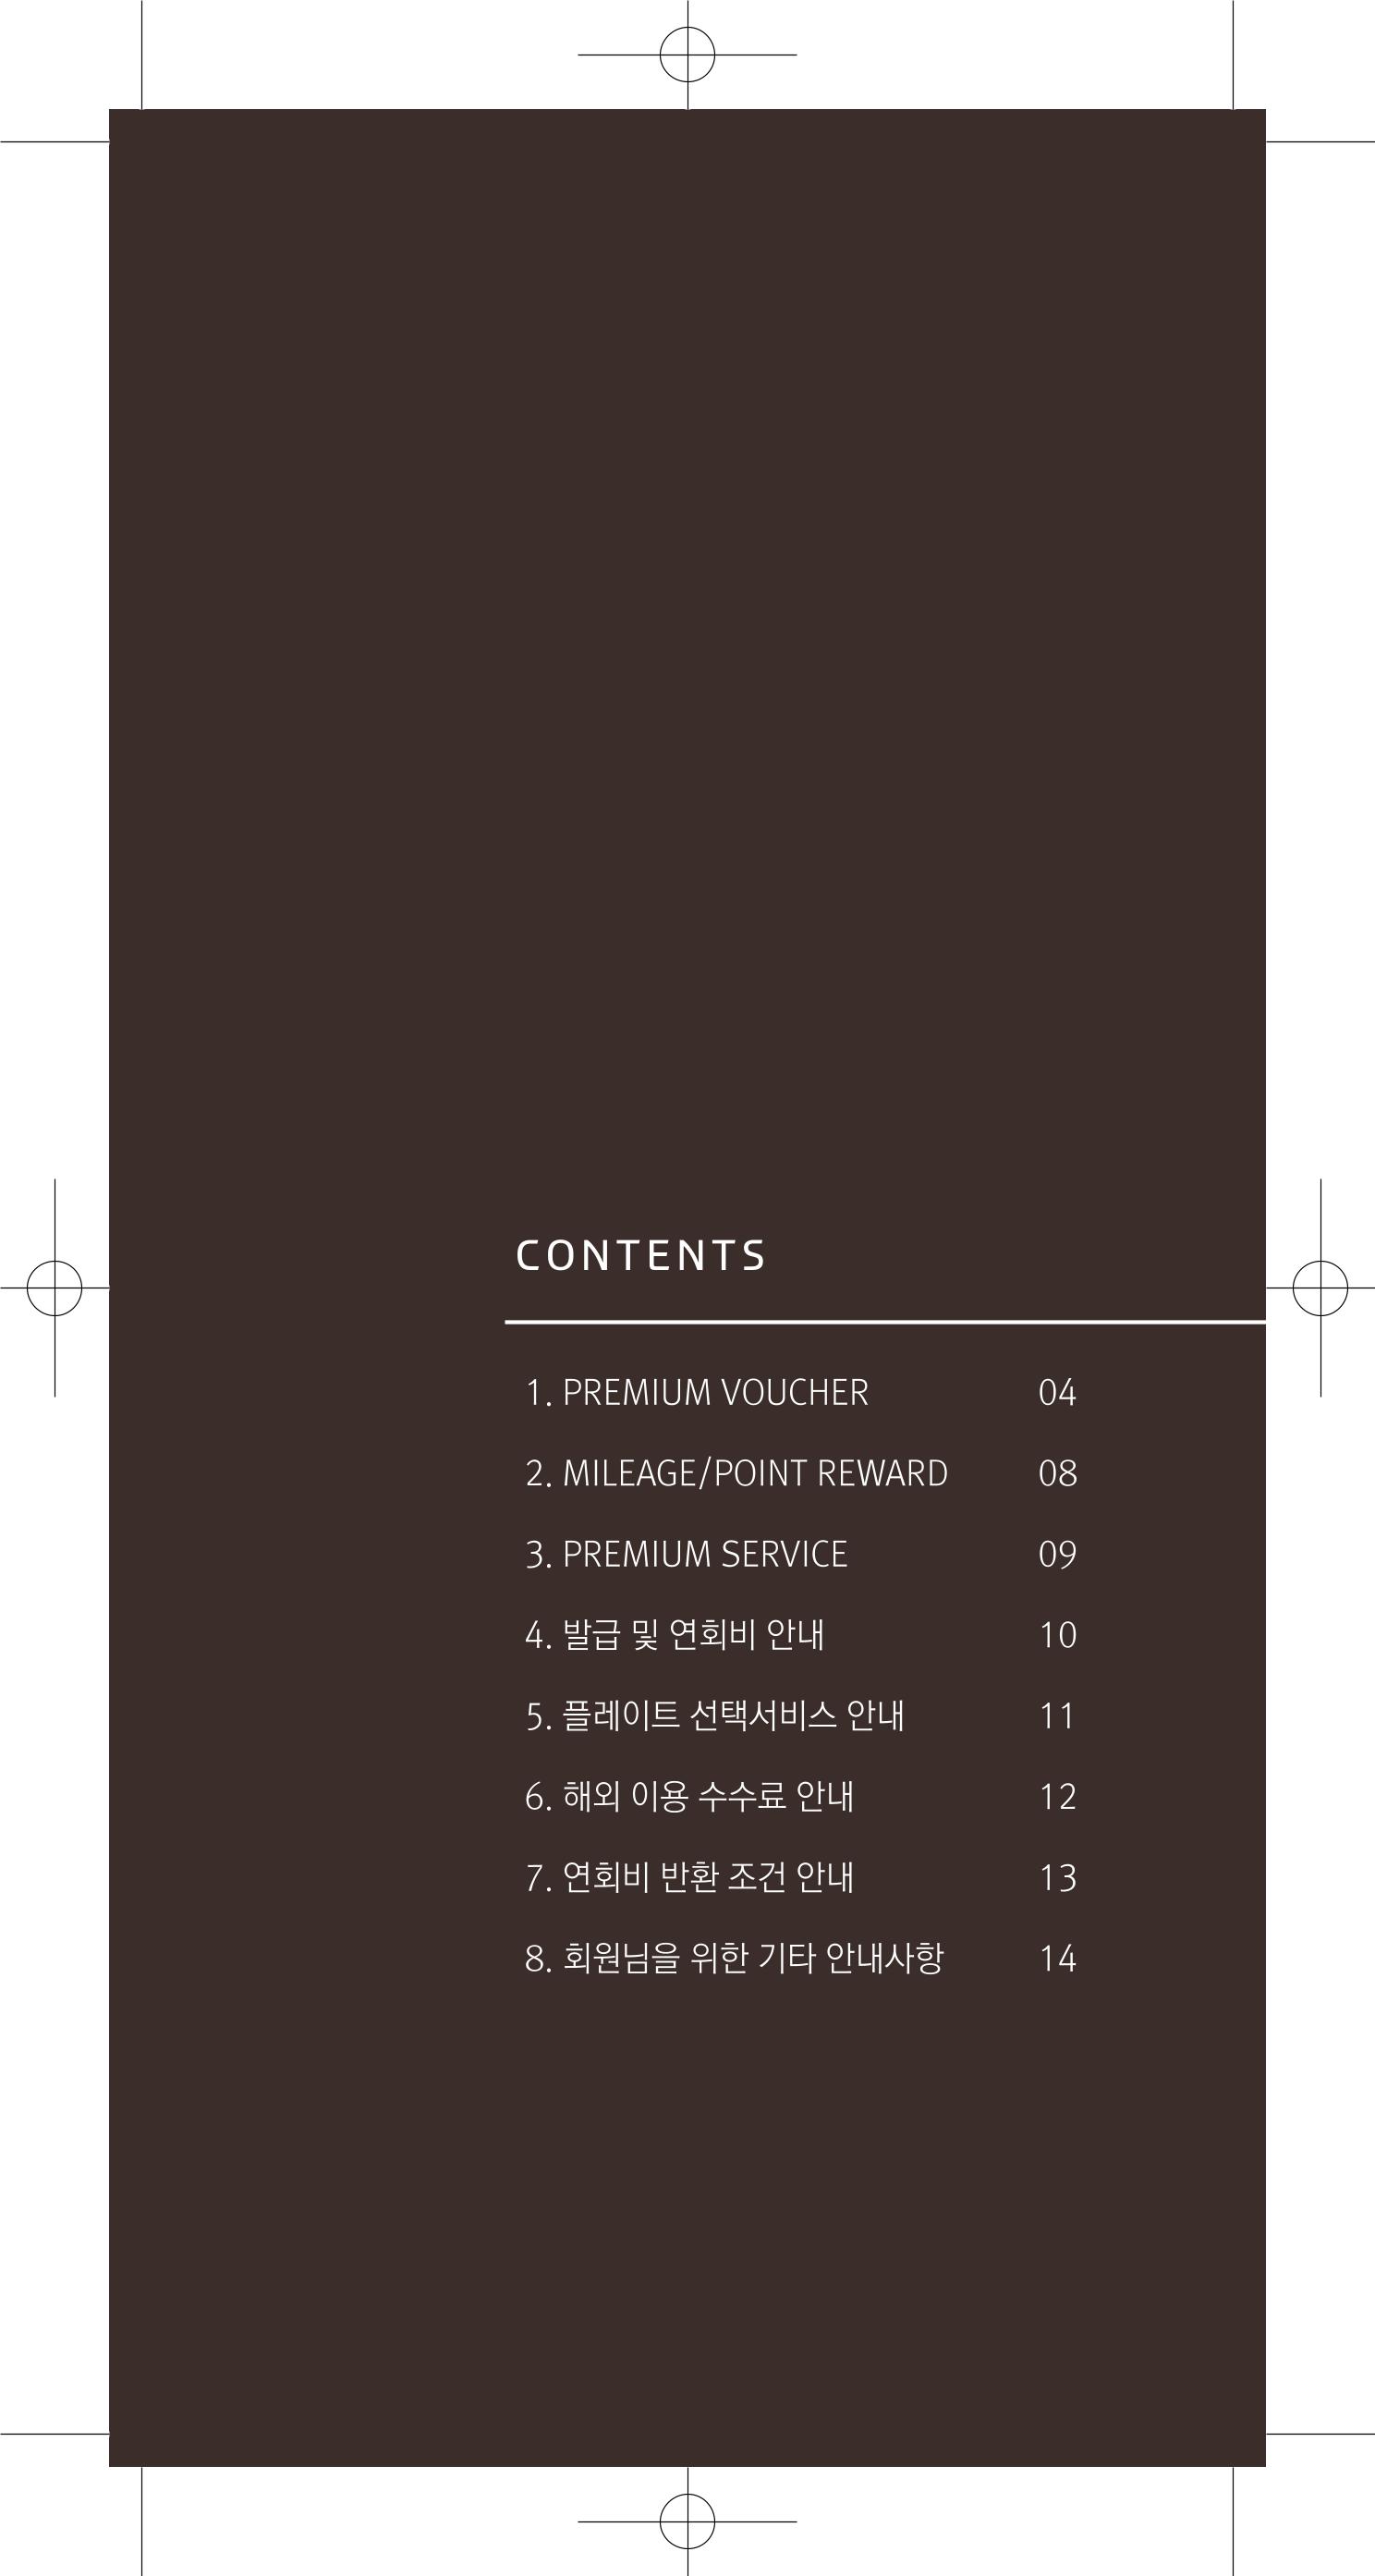 CONTENTS
1. PREMIUM VOUCHER 04
2. MILEAGE/POINT REWARD 08
3. PREMIUM SERVICE 09
4. 발급 및 연회비 안내 10
5. 플레이트 선택서비스 안내 11
6. 해외 이용 수수료 안내 12
7. 연회비 반환 조건 안내 13
8. 회원님을 위한 기타 안내사항 14